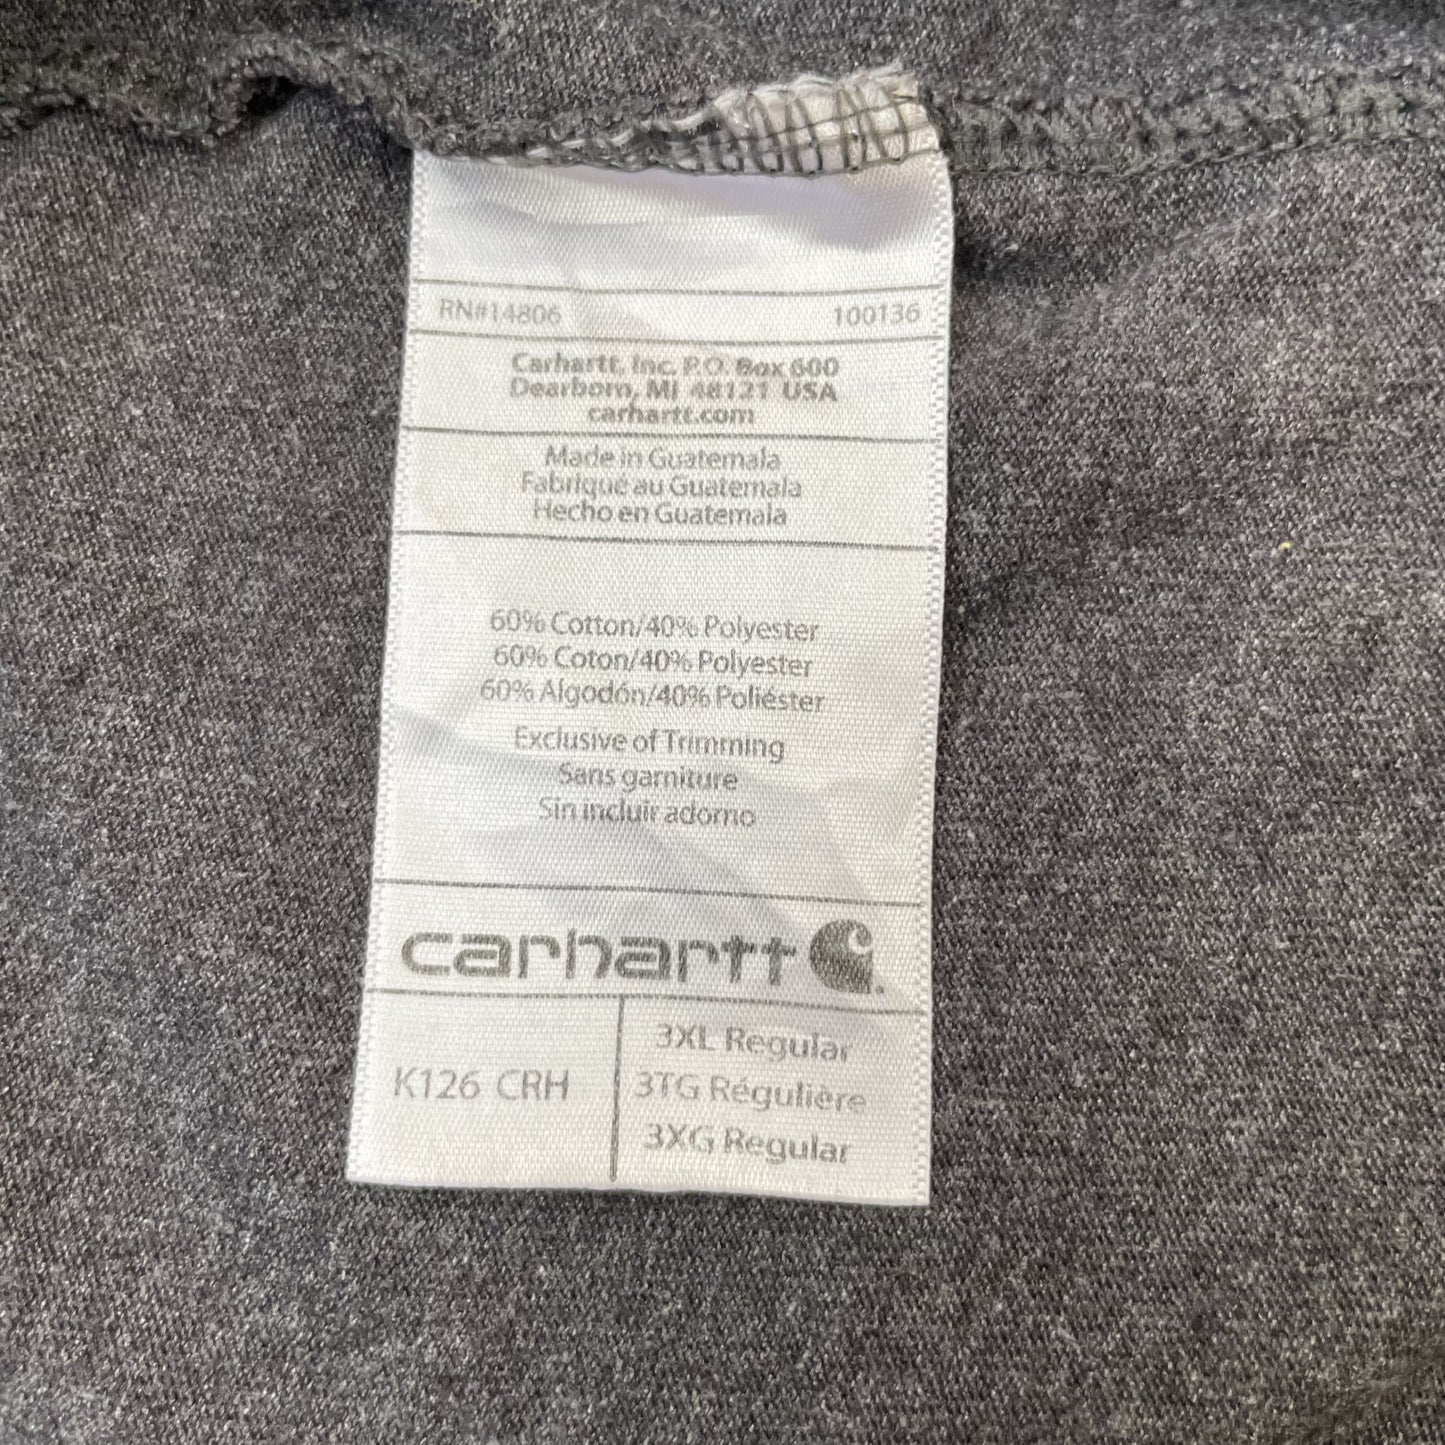 RN#14806 100136
Carhartt, Inc. P.O. Box 600
Dearborn, MI 48121 USA
carhartt.com
Made in Guatemala
Fabriqué au Guatemala
Hecho en Guatemala
60% Cotton/40% Polyester
60% Coton/40% Polyester
60% Algodón/40% Poliéster
Exclusive of Trimming
Sans garniture
Sin incluir adorno
carhartt
K126 CRH
3XL Regular
3TG Régulière
3XG Regular